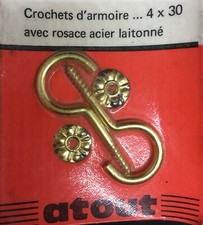 Crochets d'armoire ... 4 x 30
avec rosace acier laitonné
atout